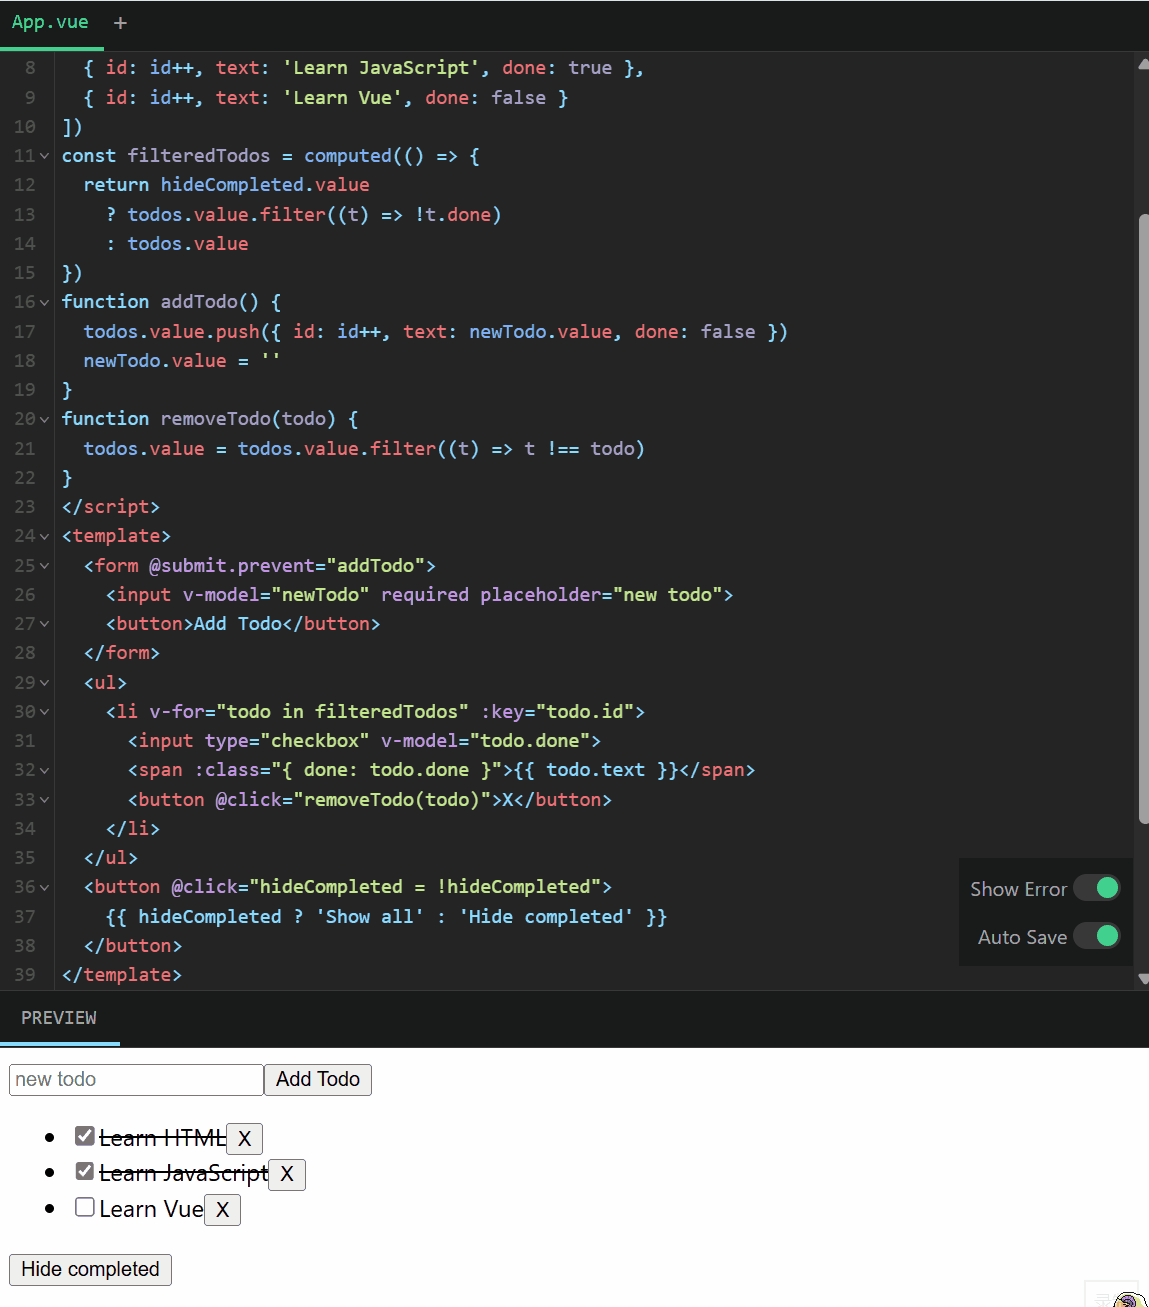 App.vue +
8 { id: id++, text: 'Learn JavaScript', done: true },
9 { id: id++, text: 'Learn Vue', done: false }
10 ])
11 const filteredTodos = computed(() => {
12 return hideCompleted.value
13 ? todos.value.filter((t) => !t.done)
14 : todos.value
15 })
16 function addTodo() {
17 todos.value.push({ id: id++, text: newTodo.value, done: false })
18 newTodo.value = ''
19 }
20 function removeTodo(todo) {
21 todos.value = todos.value.filter((t) => t !== todo)
22 }
23 </script>
24 <template>
25 <form @submit.prevent="addTodo">
26 <input v-model="newTodo" required placeholder="new todo">
27 <button>Add Todo</button>
28 </form>
29 <ul>
30 <li v-for="todo in filteredTodos" :key="todo.id">
31 <input type="checkbox" v-model="todo.done">
32 <span :class="{ done: todo.done }">{{ todo.text }}</span>
33 <button @click="removeTodo(todo)">X</button>
34 </li>
35 </ul>
36 <button @click="hideCompleted = !hideCompleted">
37 {{ hideCompleted ? 'Show all' : 'Hide completed' }}
38 </button>
39 </template>
Show Error
Auto Save
PREVIEW
new todo Add Todo
Learn HTML X
Learn JavaScript X
Learn Vue X
Hide completed